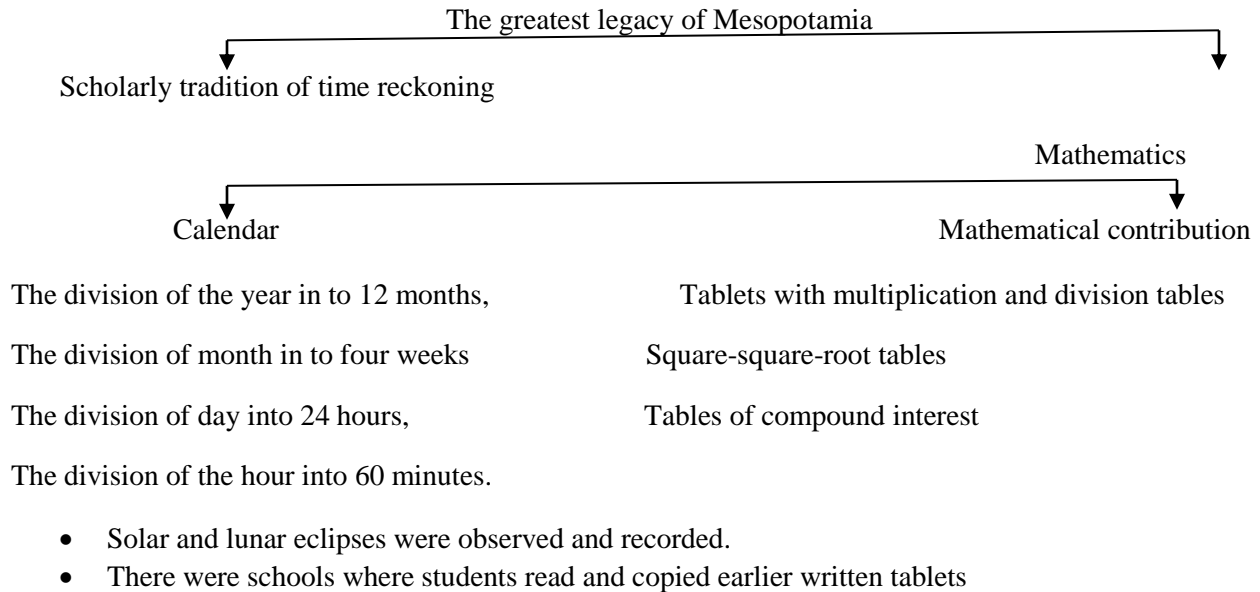 The greatest legacy of Mesopotamia
Scholarly tradition of time reckoning
Mathematics
Calendar Mathematical contribution
The division of the year in to 12 months, Tablets with multiplication and division tables
The division of month in to four weeks Square-square-root tables
The division of day into 24 hours, Tables of compound interest
The division of the hour into 60 minutes.
• Solar and lunar eclipses were observed and recorded.
• There were schools where students read and copied earlier written tablets